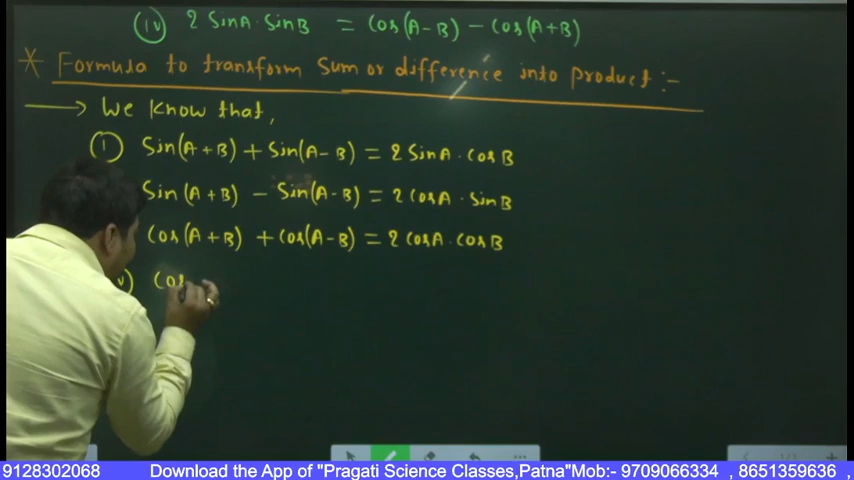 (iv) 2 SinA · SinB = Cos(A-B) - Cos(A+B)
* Formula to transform Sum or difference into product :-
→ We Know that,
(i) Sin(A+B) + Sin(A-B) = 2 SinA · CosB
Sin(A+B) - Sin(A-B) = 2 CosA · SinB
Cos(A+B) + Cos(A-B) = 2 CosA · CosB
Cos
9128302068 Download the App of "Pragati Science Classes,Patna"Mob:- 9709066334 , 8651359636 ,